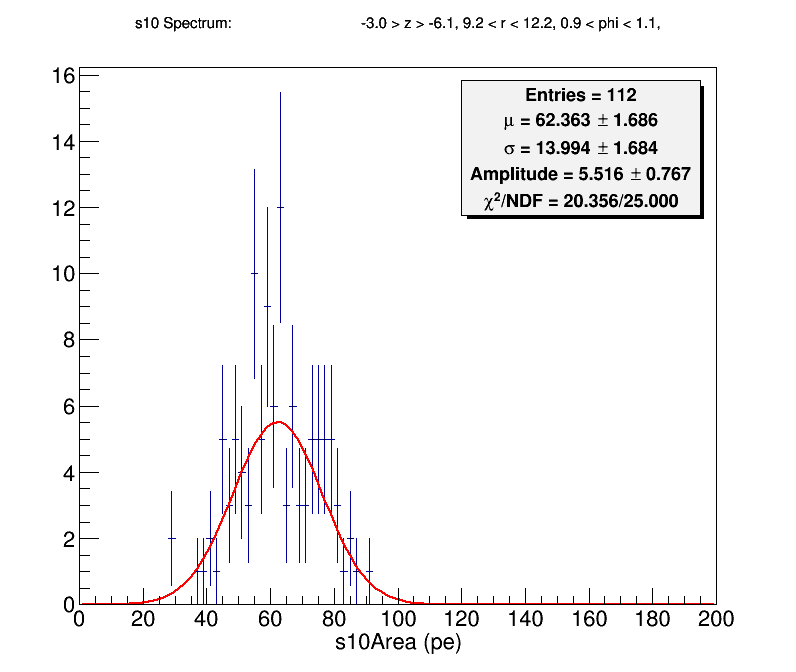 s10 Spectrum: -3.0 > z > -6.1, 9.2 < r < 12.2, 0.9 < phi < 1.1,
Entries = 112
μ = 62.363 ± 1.686
σ = 13.994 ± 1.684
Amplitude = 5.516 ± 0.767
χ²/NDF = 20.356/25.000
16
14
12
10
8
6
4
2
0
0 20 40 60 80 100 120 140 160 180 200
s10Area (pe)